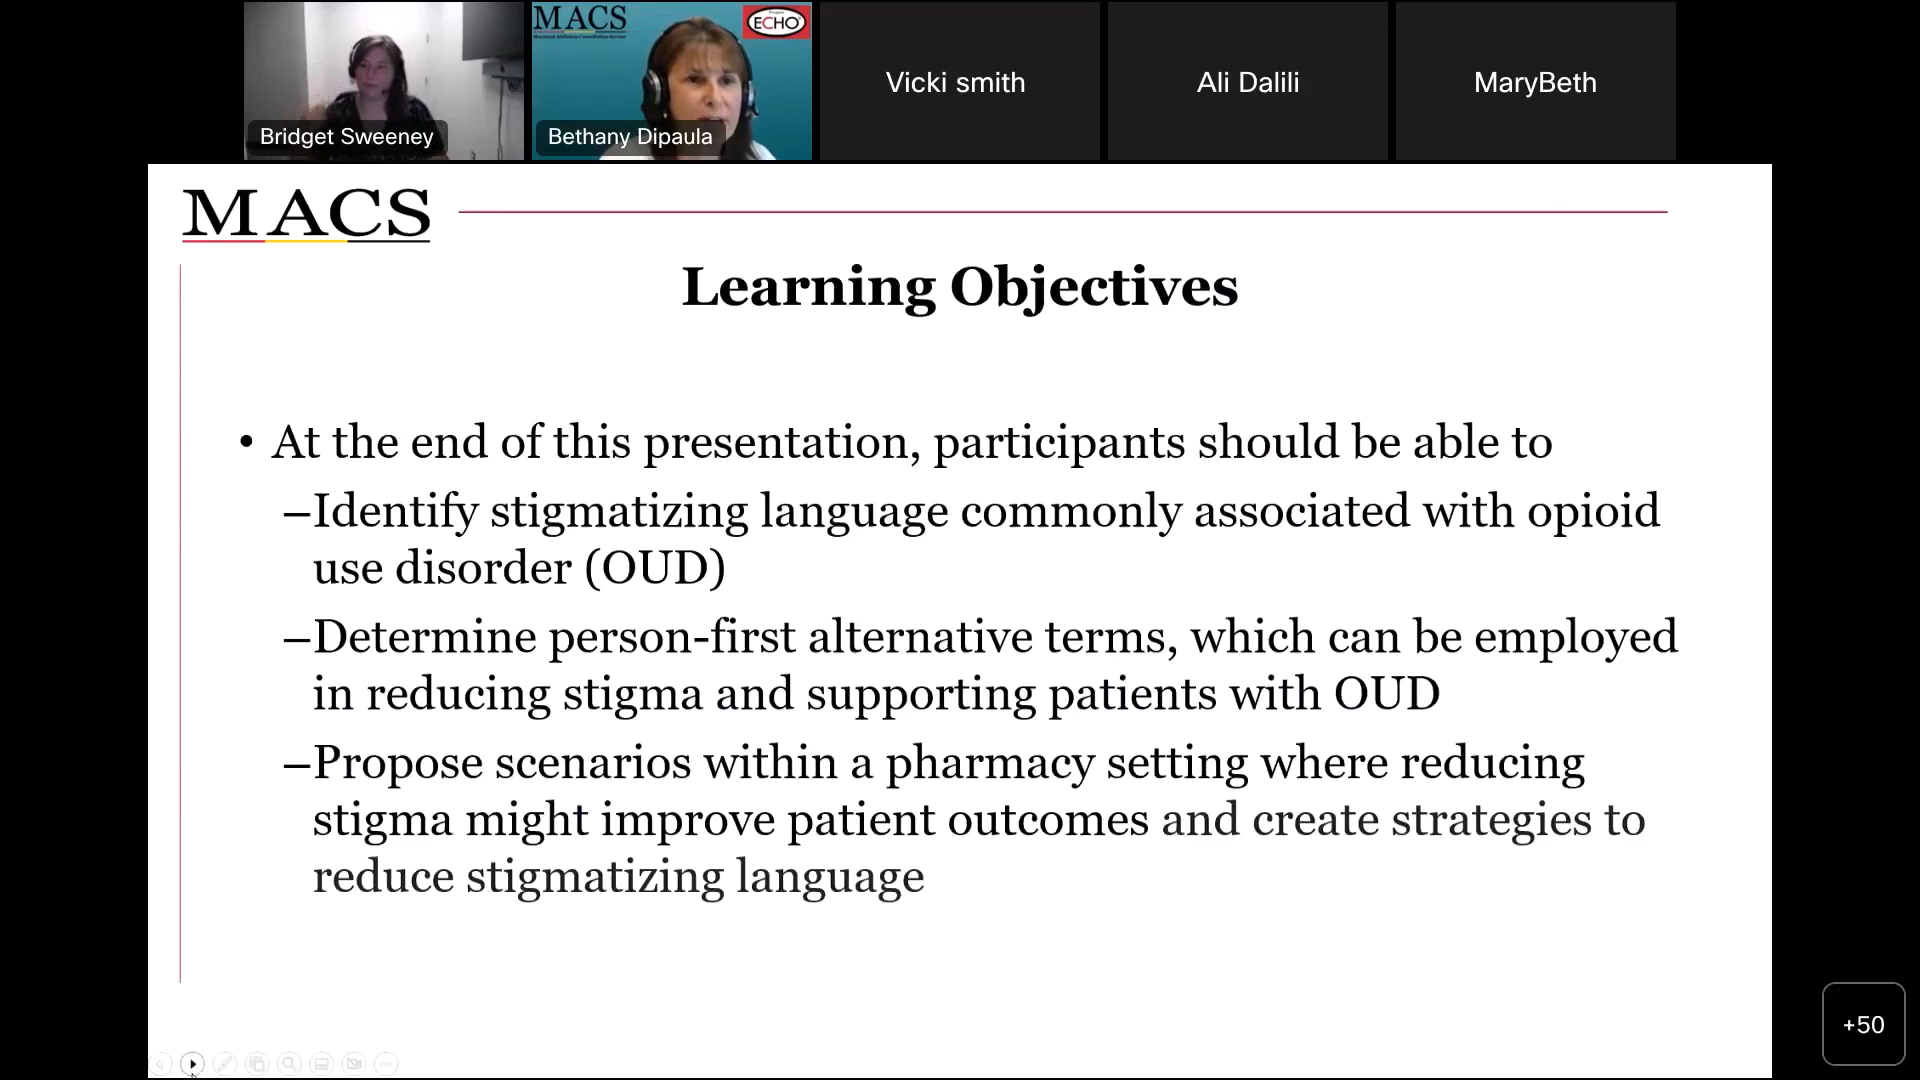 MACS
ECHO
Vicki smith
Ali Dalili
MaryBeth
Bridget Sweeney
Bethany Dipaula
MACS
Learning Objectives
• At the end of this presentation, participants should be able to
–Identify stigmatizing language commonly associated with opioid
use disorder (OUD)
–Determine person-first alternative terms, which can be employed
in reducing stigma and supporting patients with OUD
–Propose scenarios within a pharmacy setting where reducing
stigma might improve patient outcomes and create strategies to
reduce stigmatizing language
+50